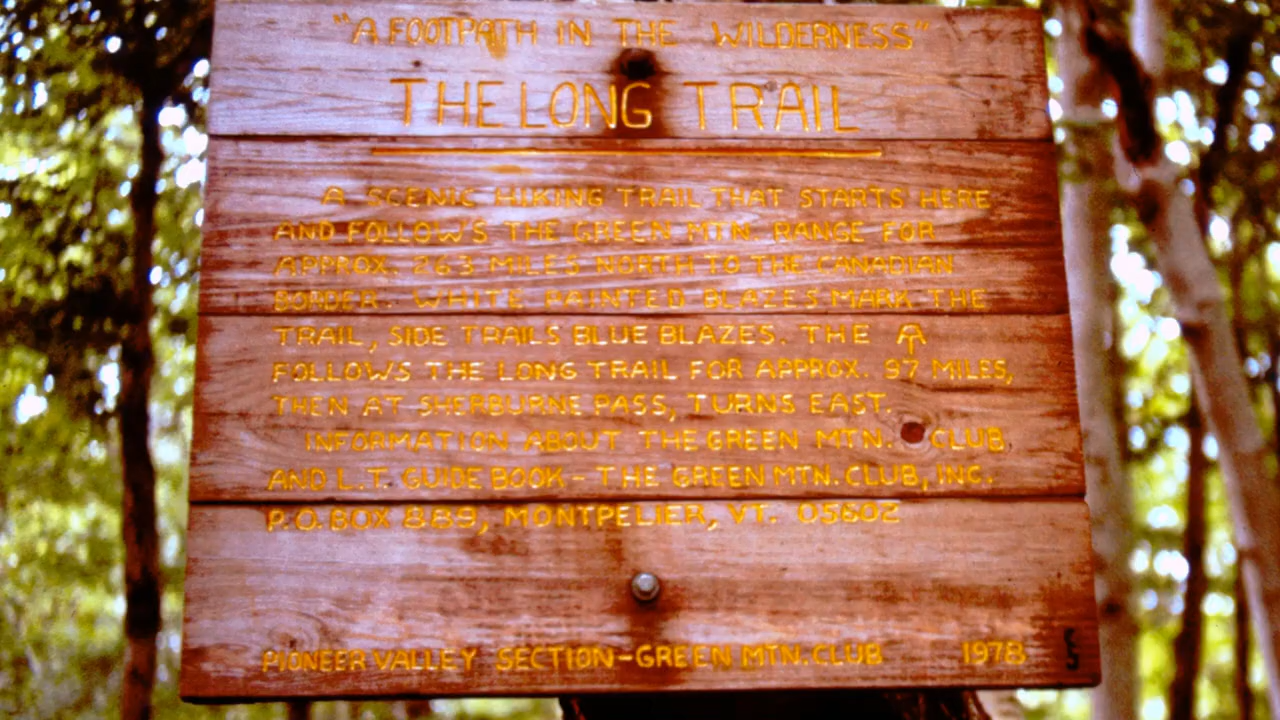 "A FOOTPATH IN THE WILDERNESS"
THE LONG TRAIL
A SCENIC HIKING TRAIL THAT STARTS HERE
AND FOLLOWS THE GREEN MTN. RANGE FOR
APPROX. 263 MILES NORTH TO THE CANADIAN
BORDER. WHITE PAINTED BLAZES MARK THE
TRAIL, SIDE TRAILS BLUE BLAZES. THE AT
FOLLOWS THE LONG TRAIL FOR APPROX. 97 MILES,
THEN AT SHERBURNE PASS, TURNS EAST.
INFORMATION ABOUT THE GREEN MTN. CLUB
AND L.T. GUIDE BOOK - THE GREEN MTN. CLUB, INC.
P.O. BOX 889, MONTPELIER, VT. 05602
PIONEER VALLEY SECTION-GREEN MTN. CLUB 1978